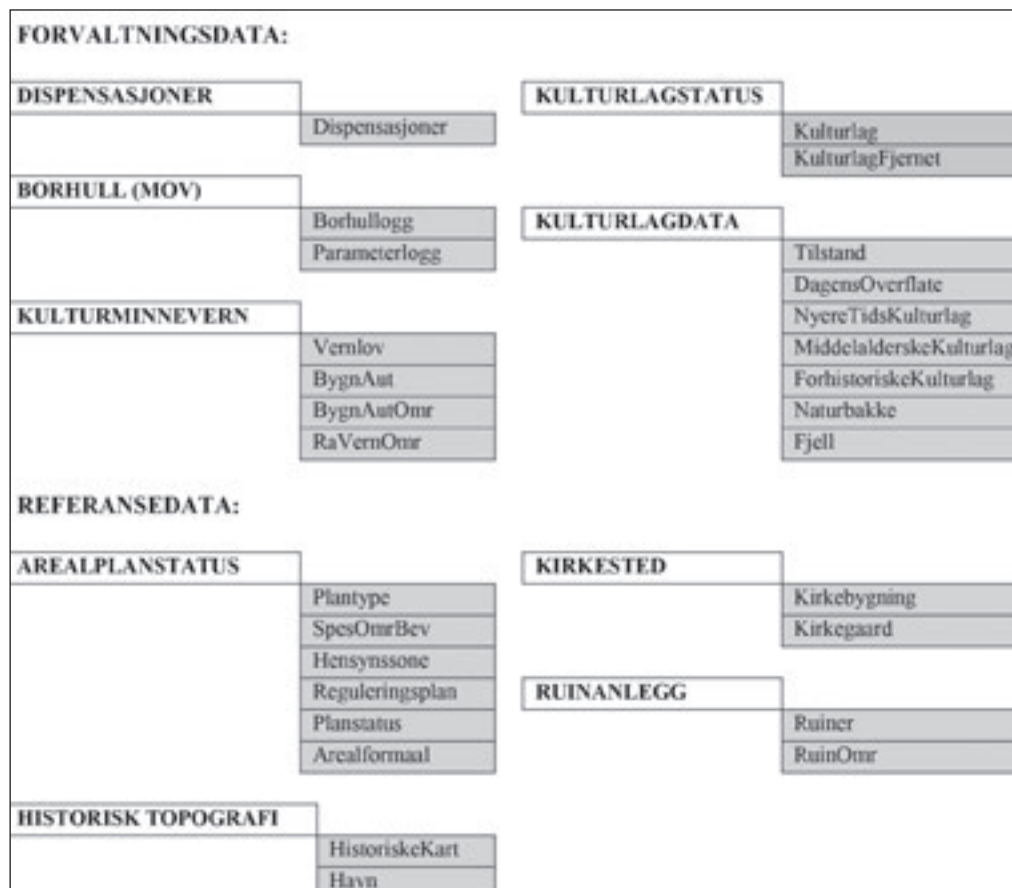 FORVALTNINGSDATA:
DISPENSASJONER
Dispensasjoner
BORHULL (MOV)
Borhullogg
Parameterlogg
KULTURMINNEVERN
Vernlov
BygnAut
BygnAutOmr
RaVernOmr
KULTURLAGSTATUS
Kulturlag
KulturlagFjernet
KULTURLAGDATA
Tilstand
DagensOverflate
NyereTidsKulturlag
MiddelalderskeKulturlag
ForhistoriskeKulturlag
Naturbakke
Fjell
REFERANSEDATA:
AREALPLANSTATUS
Plantype
SpesOmrBev
Hensynssone
Reguleringsplan
Planstatus
Arealformaal
HISTORISK TOPOGRAFI
HistoriskeKart
Havn
KIRKESTED
Kirkebygning
Kirkegaard
RUINANLEGG
Ruiner
RuinOmr